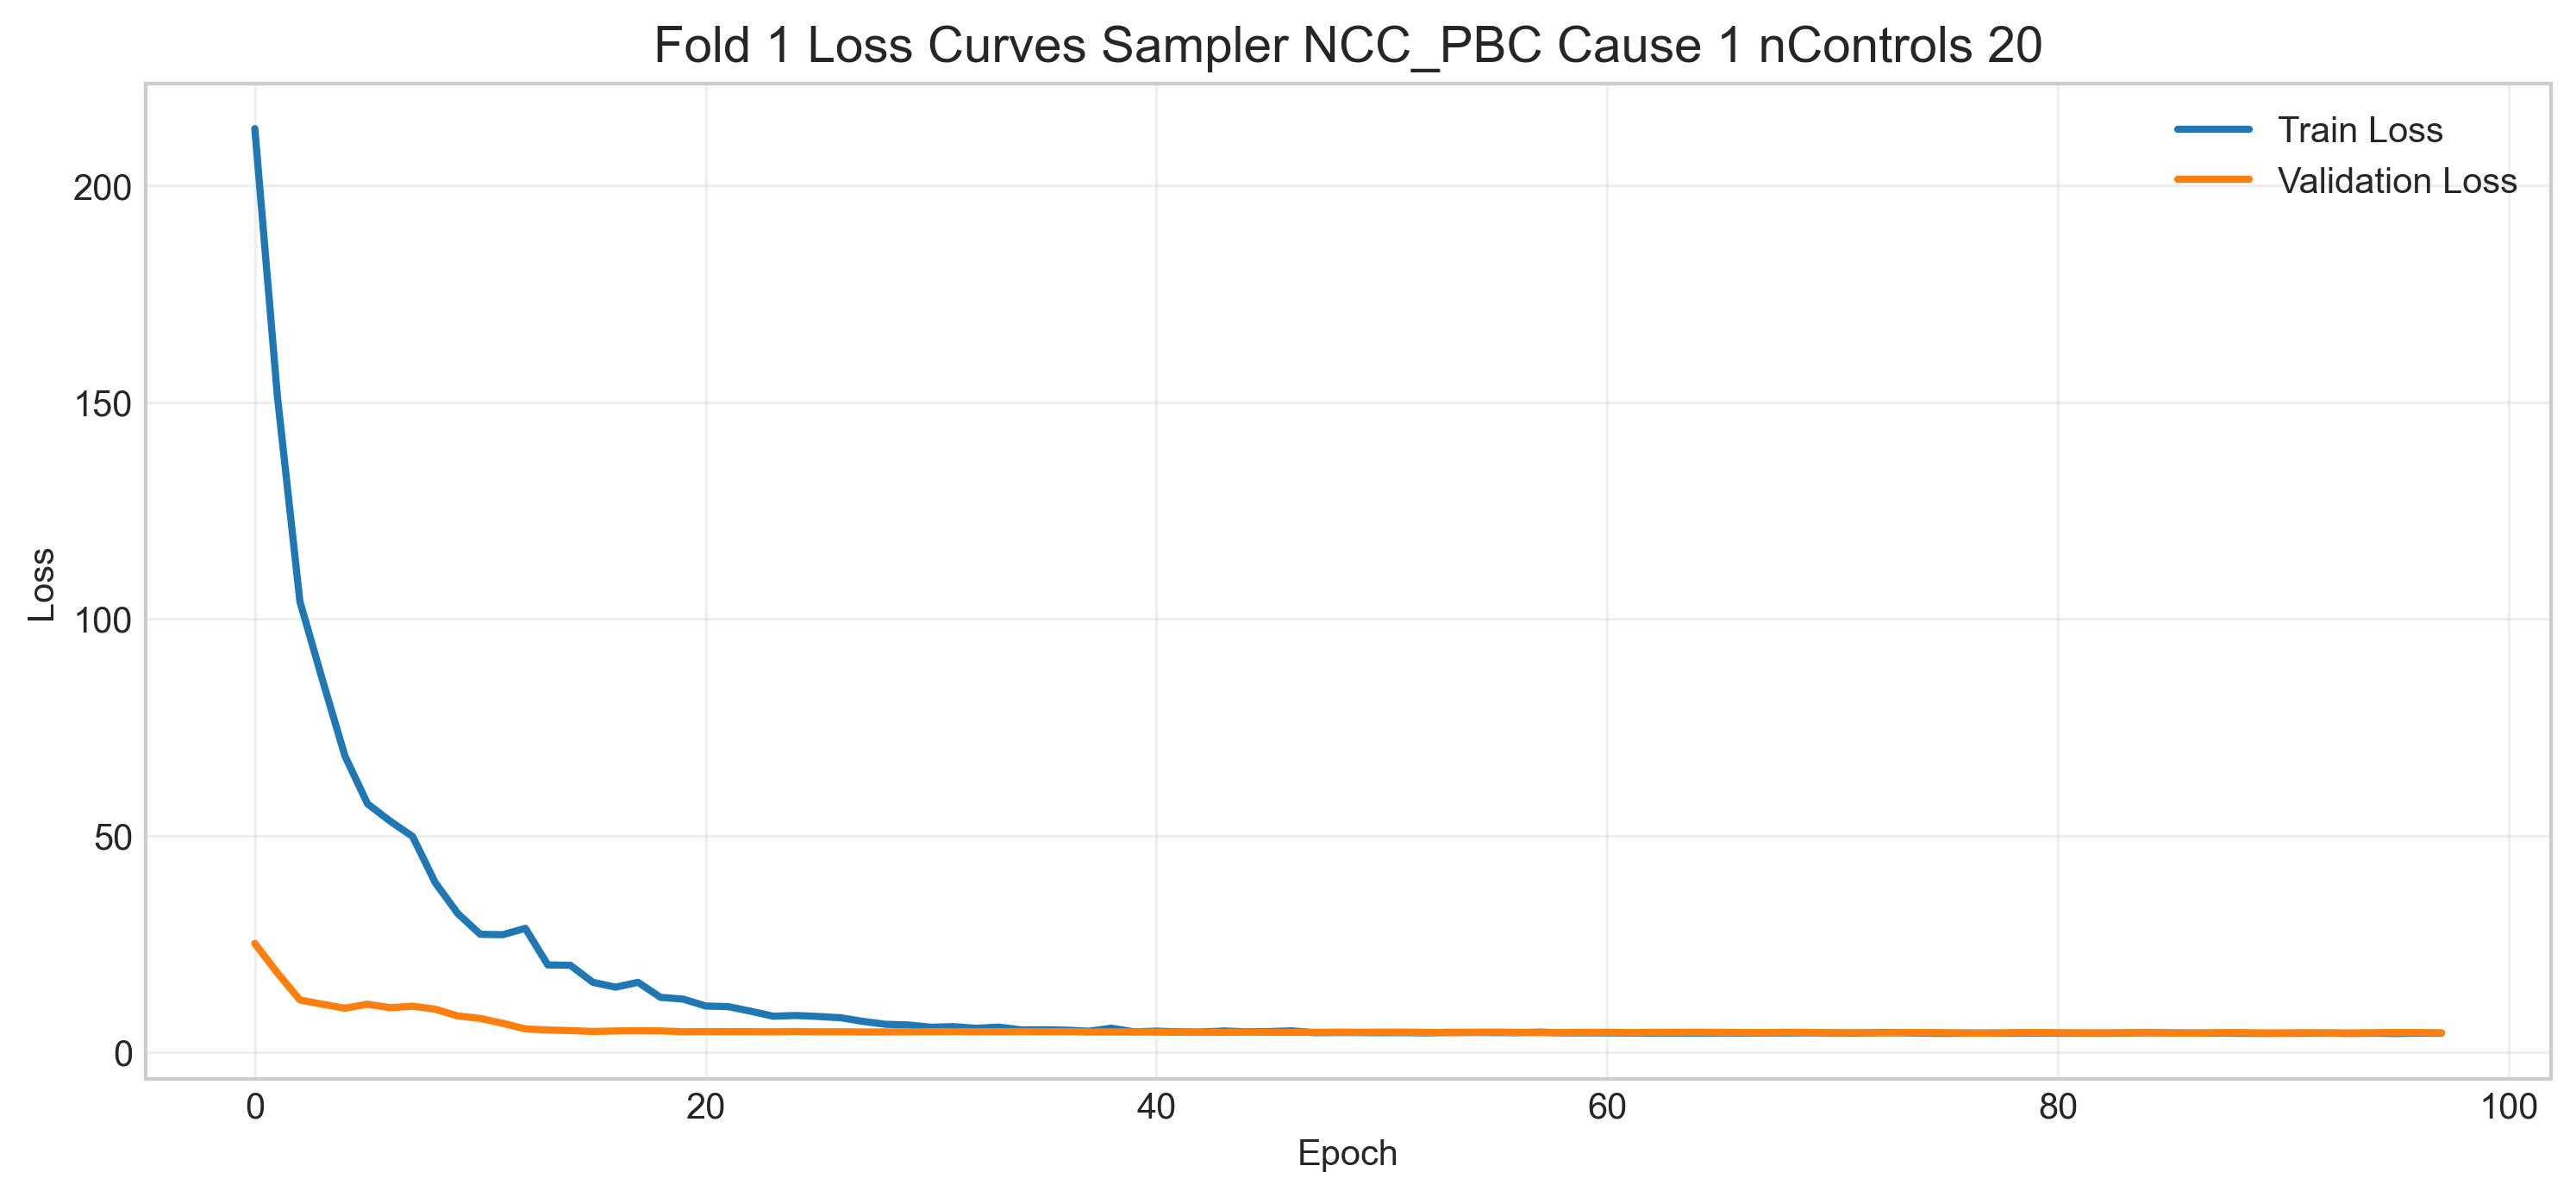 Fold 1 Loss Curves Sampler NCC_PBC Cause 1 nControls 20
Train Loss
Validation Loss
200
150
100
50
0
Loss
0 20 40 60 80 100
Epoch